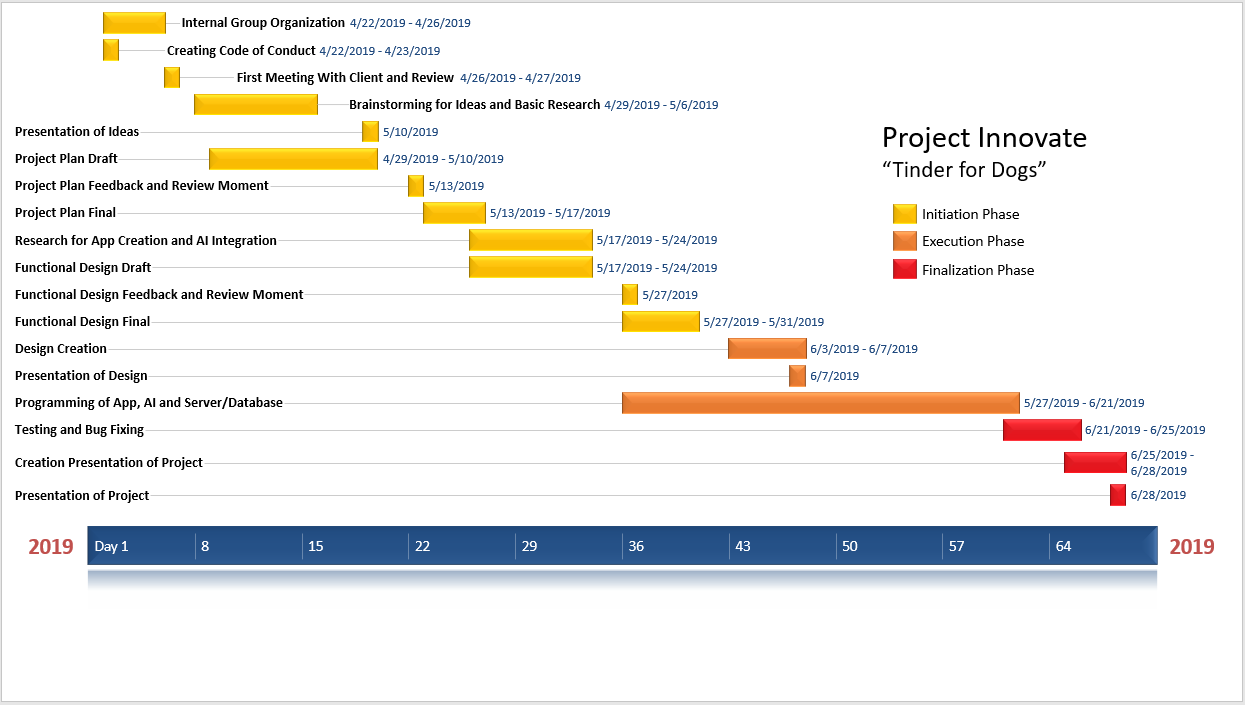 Internal Group Organization 4/22/2019 - 4/26/2019
Creating Code of Conduct 4/22/2019 - 4/23/2019
First Meeting With Client and Review 4/26/2019 - 4/27/2019
Brainstorming for Ideas and Basic Research 4/29/2019 - 5/6/2019
Presentation of Ideas 5/10/2019
Project Plan Draft 4/29/2019 - 5/10/2019
Project Plan Feedback and Review Moment 5/13/2019
Project Plan Final 5/13/2019 - 5/17/2019
Research for App Creation and AI Integration 5/17/2019 - 5/24/2019
Functional Design Draft 5/17/2019 - 5/24/2019
Functional Design Feedback and Review Moment 5/27/2019
Functional Design Final 5/27/2019 - 5/31/2019
Design Creation 6/3/2019 - 6/7/2019
Presentation of Design 6/7/2019
Programming of App, AI and Server/Database 5/27/2019 - 6/21/2019
Testing and Bug Fixing 6/21/2019 - 6/25/2019
Creation Presentation of Project 6/25/2019 -
6/28/2019
Presentation of Project 6/28/2019
Project Innovate
“Tinder for Dogs”
Initiation Phase
Execution Phase
Finalization Phase
2019 Day 1 8 15 22 29 36 43 50 57 64 2019